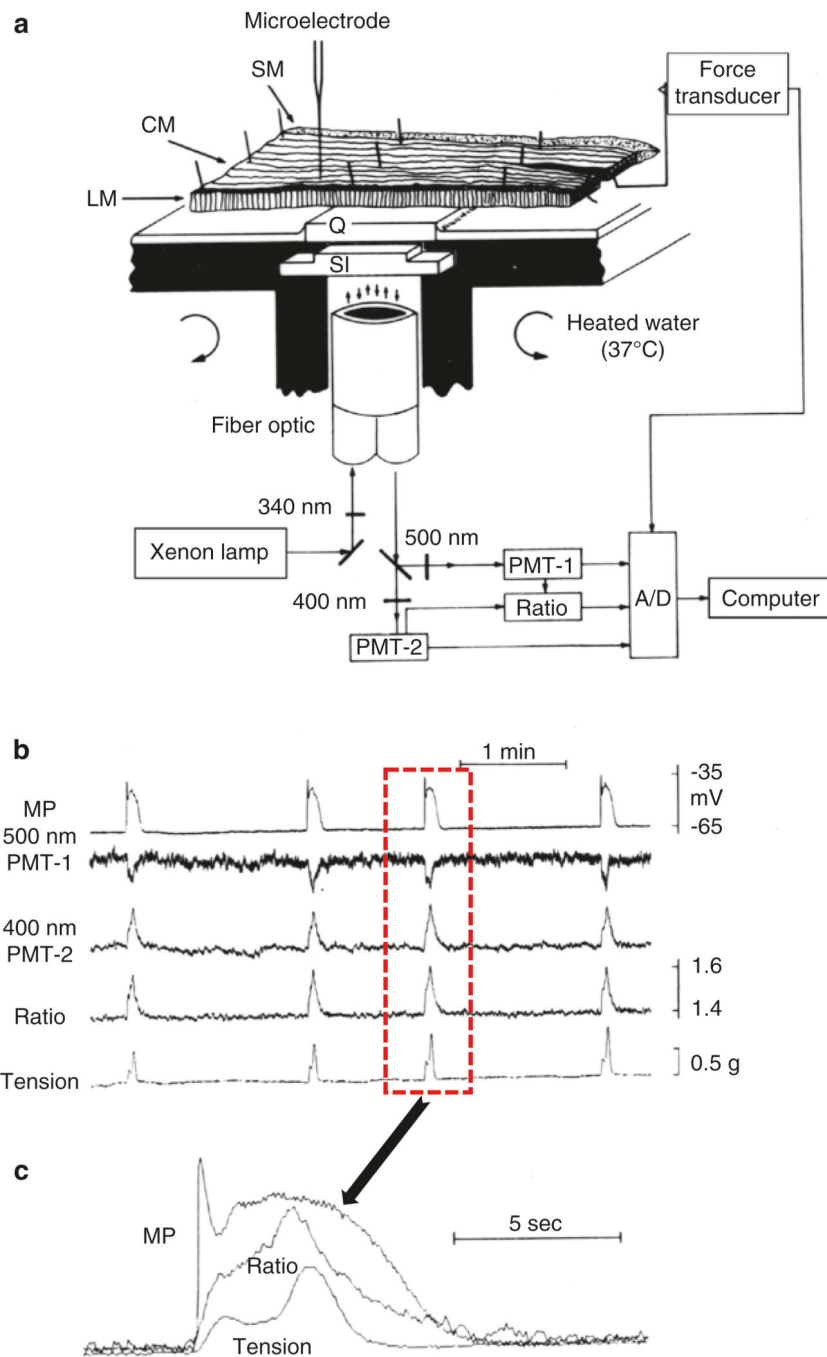 a
Microelectrode
SM
Force
transducer
CM
LM
Q
SI
Heated water
(37°C)
Fiber optic
340 nm
500 nm
Xenon lamp
PMT-1
400 nm
Ratio
A/D
Computer
PMT-2
b
1 min
-35
MP
mV
500 nm
-65
PMT-1
400 nm
PMT-2
1.6
Ratio
1.4
Tension
0.5 g
c
MP
5 sec
Ratio
Tension